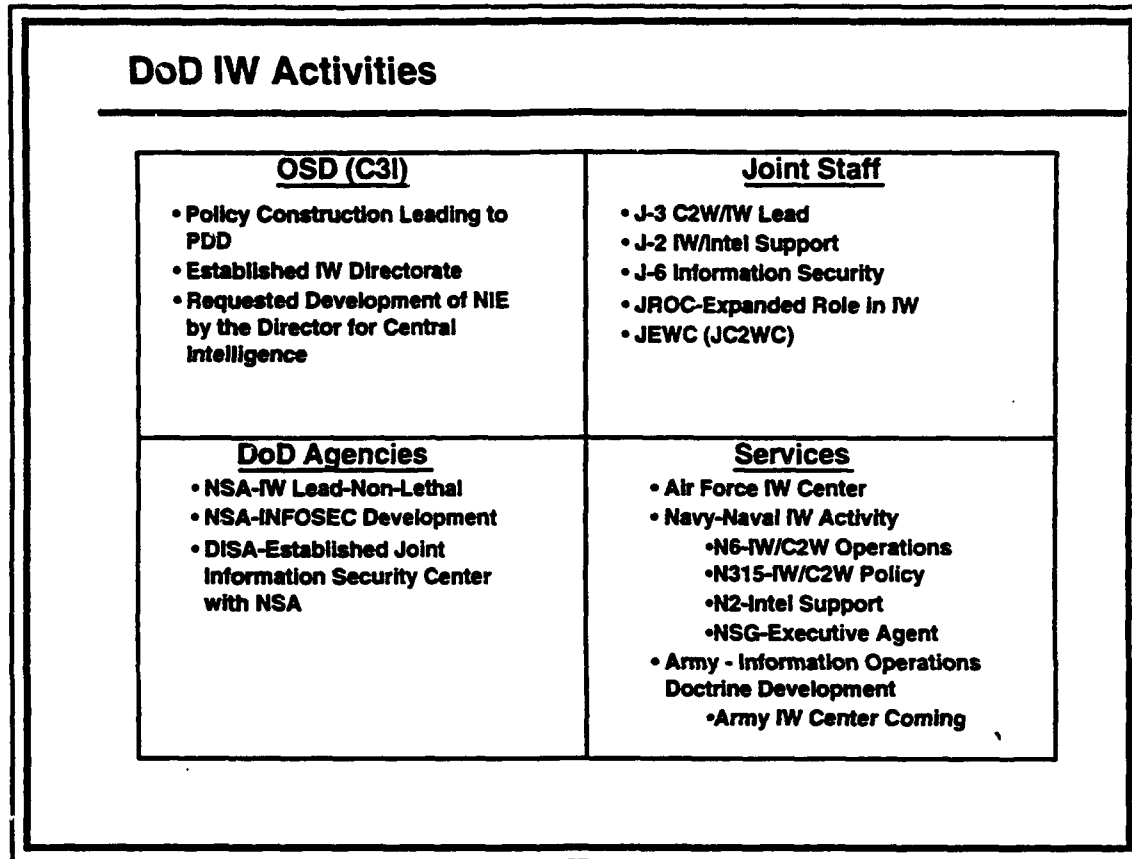 DoD IW Activities
OSD (C3I)
• Policy Construction Leading to
PDD
• Established IW Directorate
• Requested Development of NIE
by the Director for Central
Intelligence
Joint Staff
• J-3 C2W/IW Lead
• J-2 IW/Intel Support
• J-6 Information Security
• JROC-Expanded Role in IW
• JEWC (JC2WC)
DoD Agencies
• NSA-IW Lead-Non-Lethal
• NSA-INFOSEC Development
• DISA-Established Joint
Information Security Center
with NSA
Services
• Air Force IW Center
• Navy-Naval IW Activity
•N6-IW/C2W Operations
•N315-IW/C2W Policy
•N2-Intel Support
•NSG-Executive Agent
• Army - Information Operations
Doctrine Development
•Army IW Center Coming